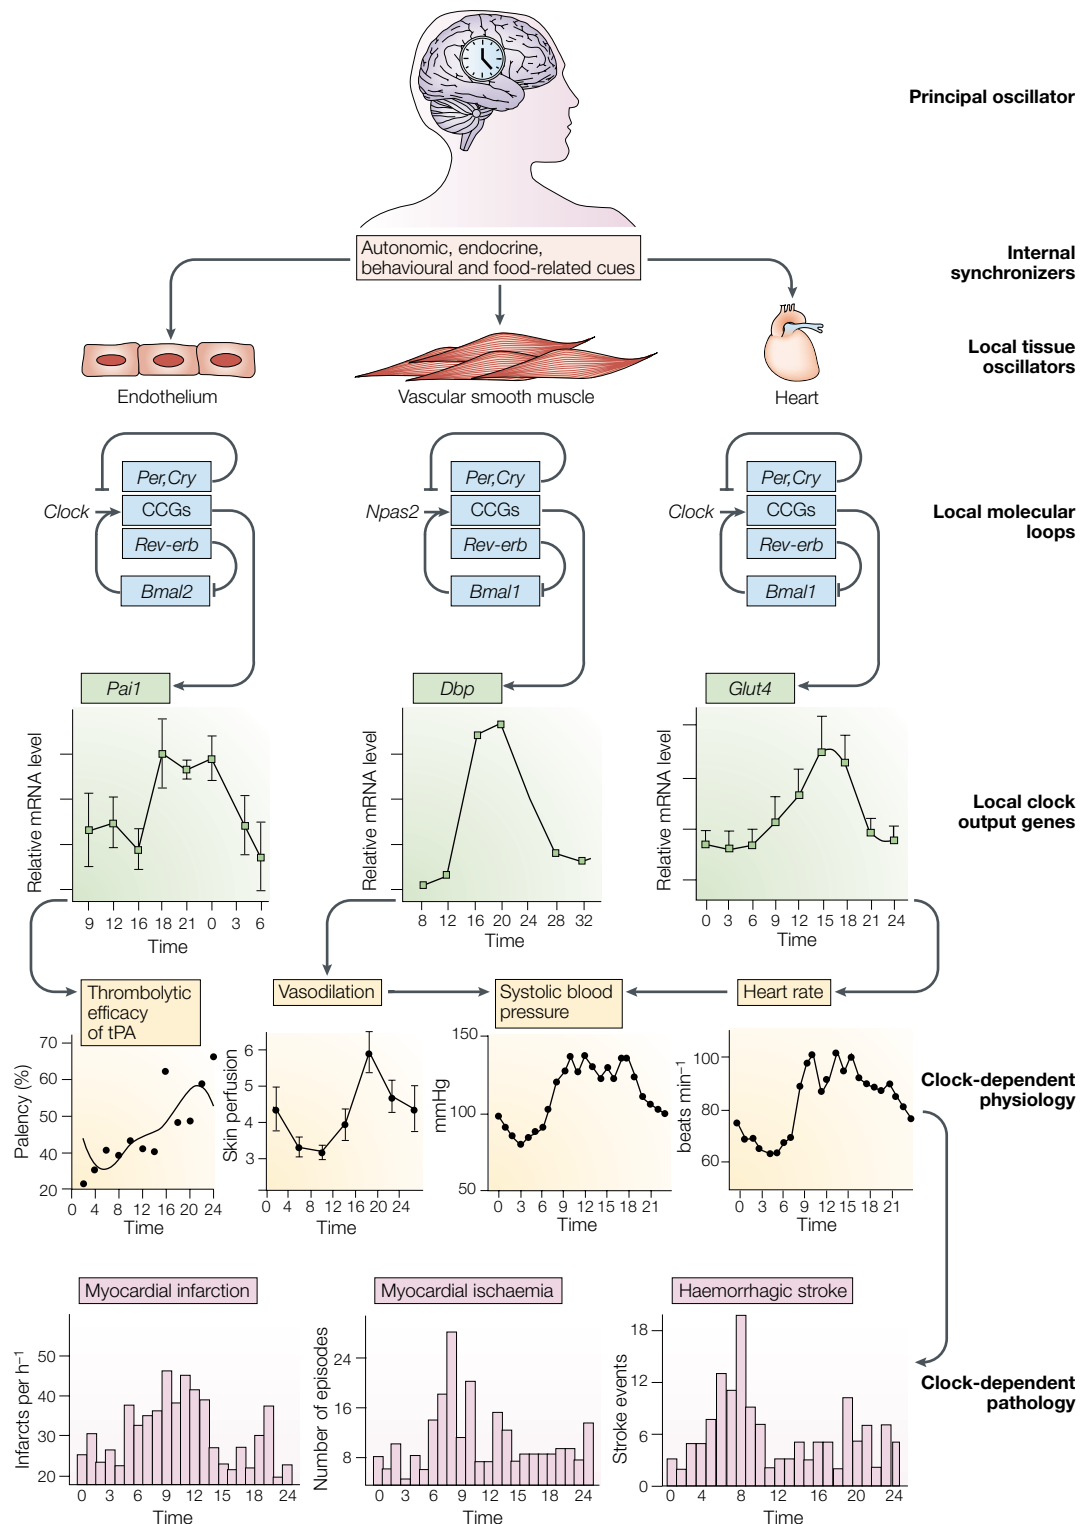 Principal oscillator
Autonomic, endocrine,
behavioural and food-related cues
Internal
synchronizers
Local tissue
oscillators
Endothelium
Vascular smooth muscle
Heart
Per,Cry
Clock
CCGs
Rev-erb
Bmal2
Per,Cry
Npas2
CCGs
Rev-erb
Bmal1
Per,Cry
Clock
CCGs
Rev-erb
Bmal1
Local molecular
loops
Pai1
Relative mRNA level
9 12 16 18 21 0 3 6
Time
Dbp
Relative mRNA level
8 12 16 20 24 28 32
Time
Glut4
Relative mRNA level
0 3 6 9 12 15 18 21 24
Time
Local clock
output genes
Thrombolytic
efficacy
of tPA
Palency (%)
70
60
50
40
30
20
0 4 6 8 12 16 20 24
Time
Vasodilation
Skin perfusion
6
5
4
3
0 4 8 12 16 20 24
Time
Systolic blood
pressure
mmHg
150
100
50
0 3 6 9 12 15 18 21
Time
Heart rate
beats min–1
100
80
60
0 3 6 9 12 15 18 21
Time
Clock-dependent
physiology
Myocardial infarction
Infarcts per h–1
50
40
30
20
0 3 6 9 12 15 18 24
Time
Myocardial ischaemia
Number of episodes
24
16
8
0 3 6 9 12 15 18 24
Time
Haemorrhagic stroke
Stroke events
18
12
6
0
0 4 8 12 16 20 24
Time
Clock-dependent
pathology